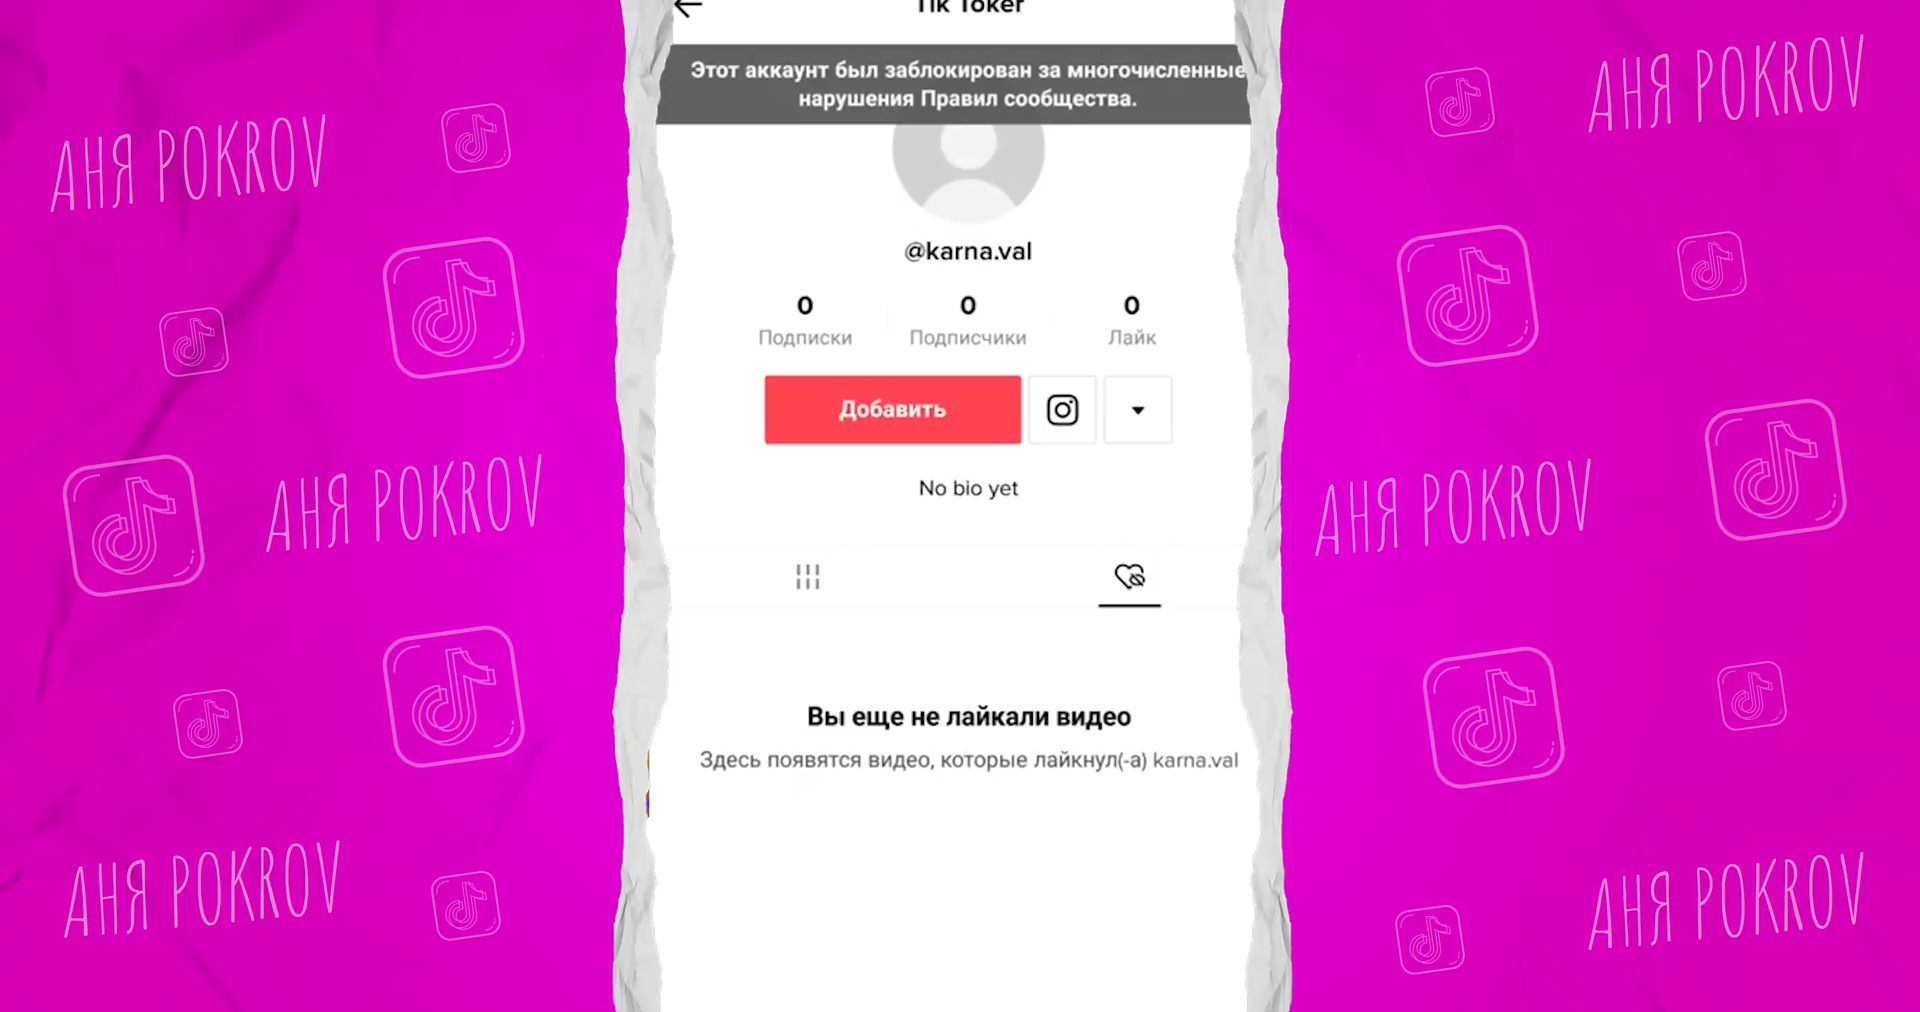 Tik Toker
Этот аккаунт был заблокирован за многочисленные
нарушения Правил сообщества.
@karna.val
0
0
0
Подписки
Подписчики
Лайк
Добавить
No bio yet
Вы еще не лайкали видео
Здесь появятся видео, которые лайкнул(-а) karna.val
АНЯ POKROV
АНЯ POKROV
АНЯ POKROV
АНЯ POKROV
АНЯ POKROV
АНЯ POKROV